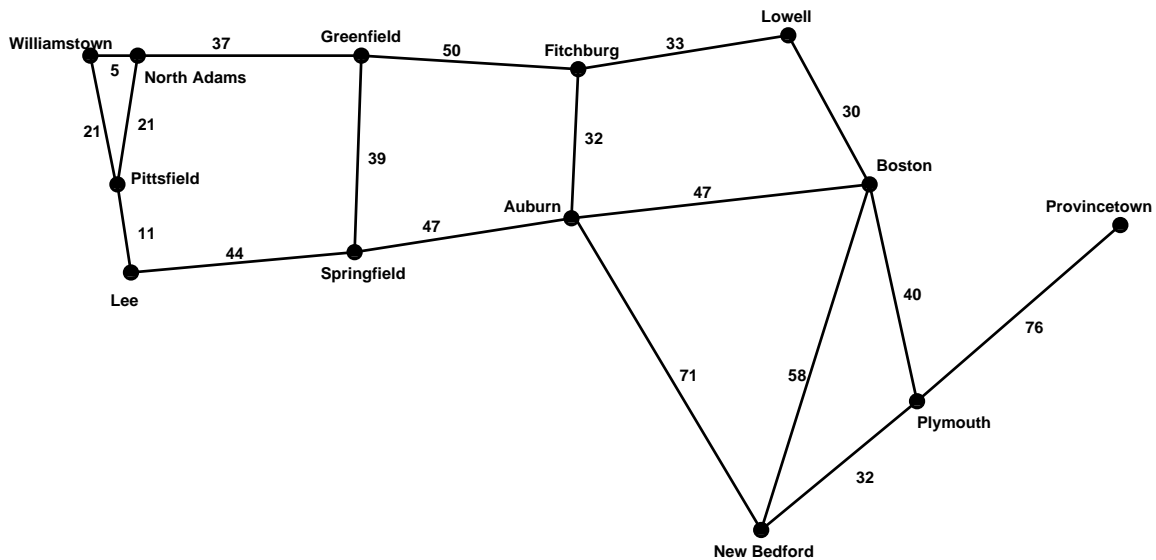 Lowell
Williamstown
37
Greenfield
50
Fitchburg
33
5
North Adams
30
21
21
32
39
Pittsfield
Boston
47
Auburn
Provincetown
11
47
44
Springfield
Lee
40
76
71
58
Plymouth
32
New Bedford